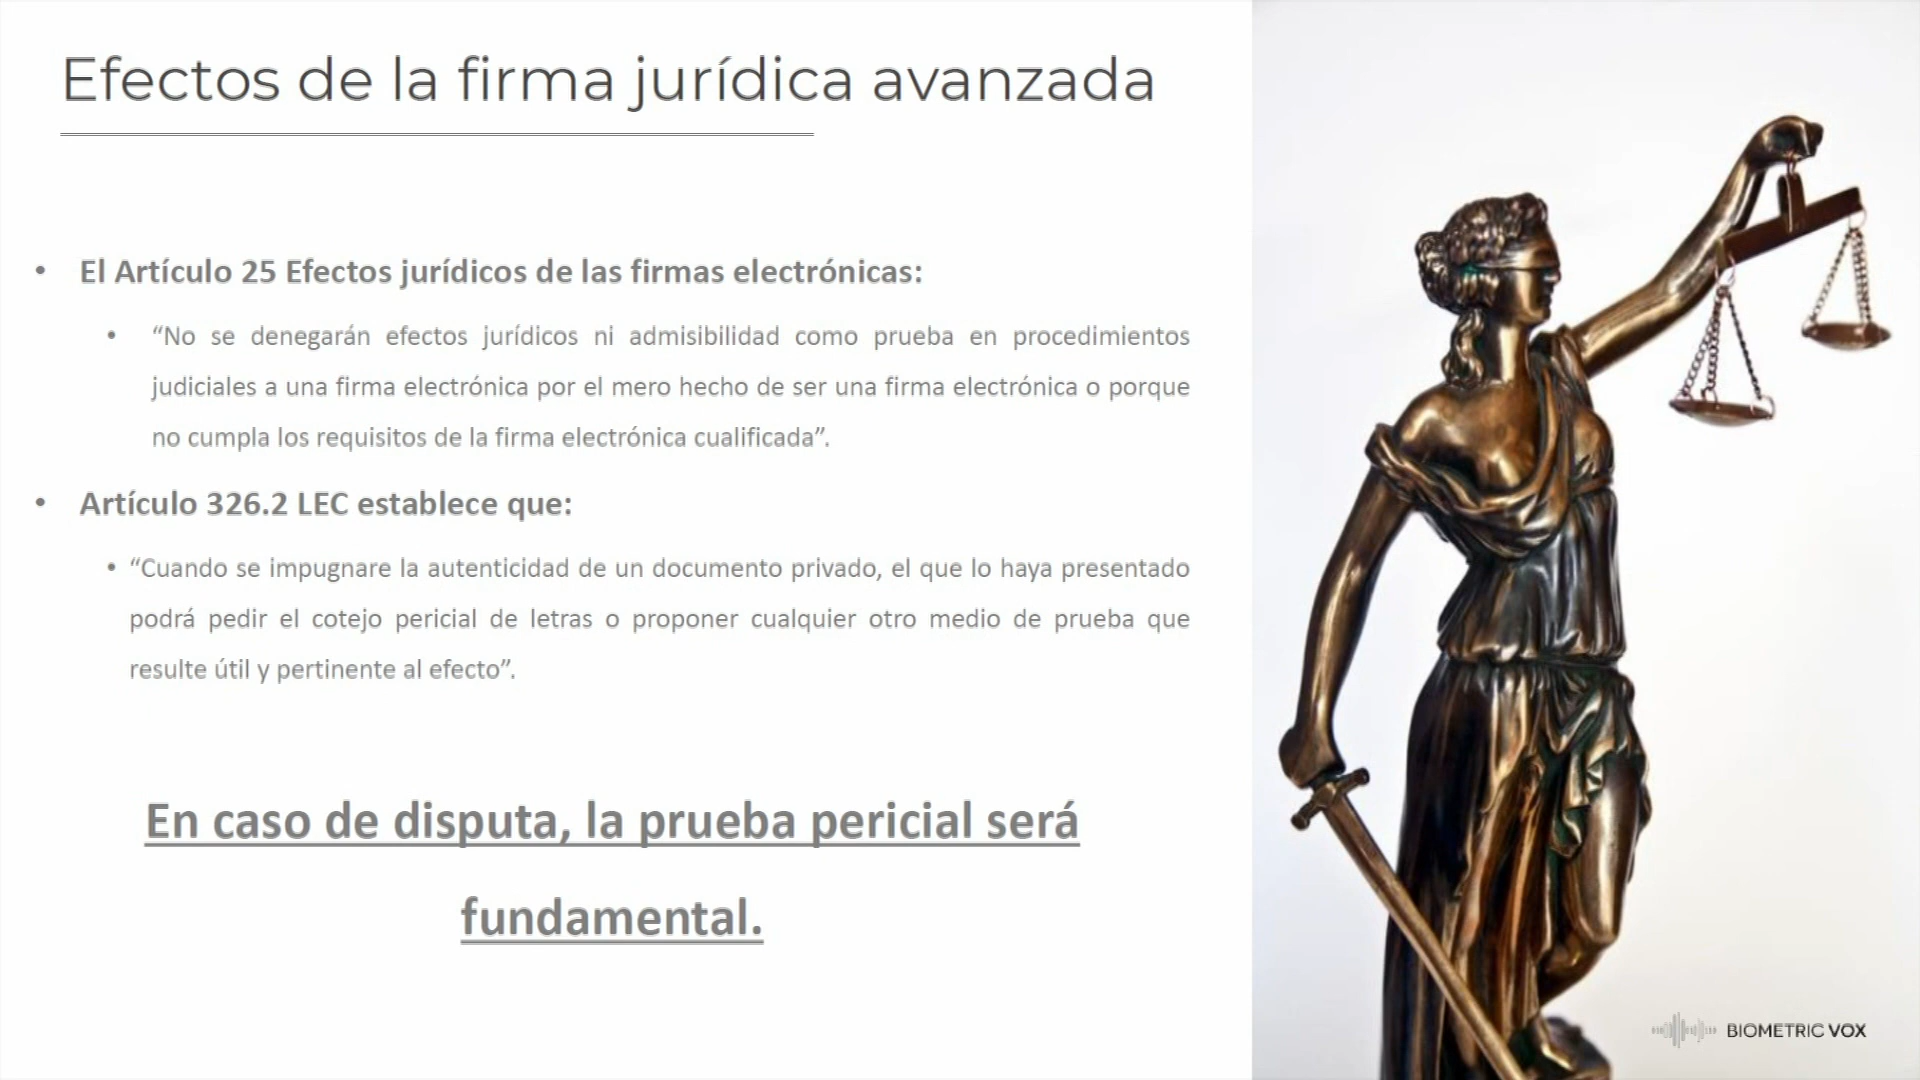 Efectos de la firma jurídica avanzada
• El Artículo 25 Efectos jurídicos de las firmas electrónicas:
• “No se denegarán efectos jurídicos ni admisibilidad como prueba en procedimientos
judiciales a una firma electrónica por el mero hecho de ser una firma electrónica o porque
no cumpla los requisitos de la firma electrónica cualificada”.
• Artículo 326.2 LEC establece que:
• “Cuando se impugnare la autenticidad de un documento privado, el que lo haya presentado
podrá pedir el cotejo pericial de letras o proponer cualquier otro medio de prueba que
resulte útil y pertinente al efecto”.
En caso de disputa, la prueba pericial será
fundamental.
BIOMETRIC VOX